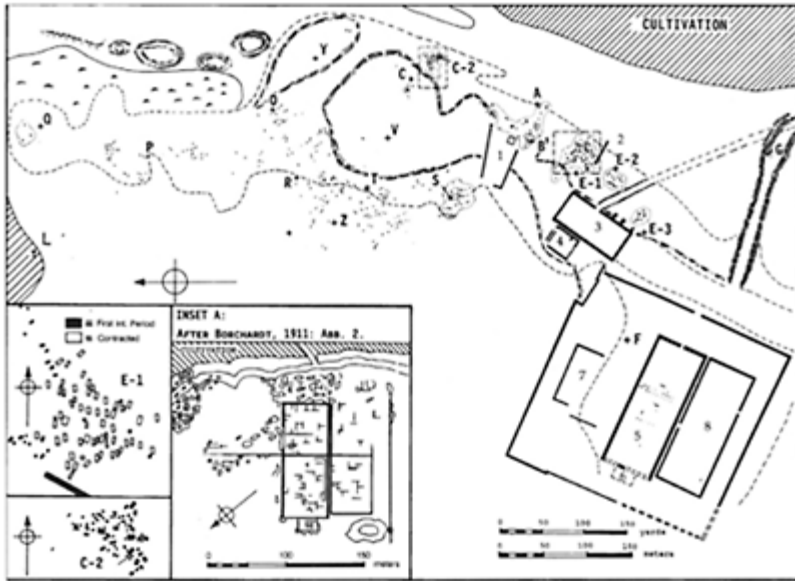 CULTIVATION
Y
C
C-2
A
O
Q
V
B
2
1
E-2
G
P
E-1
R
T
S
3
Z
4
E-3
L
INSET A:
AFTER BORCHARDT, 1911: ABB. 2.
First Int. Period
Contracted
E-1
F
7
5
8
C-2
0 100 150
meters
0 50 100 150
yards
0 50 100 150
meters